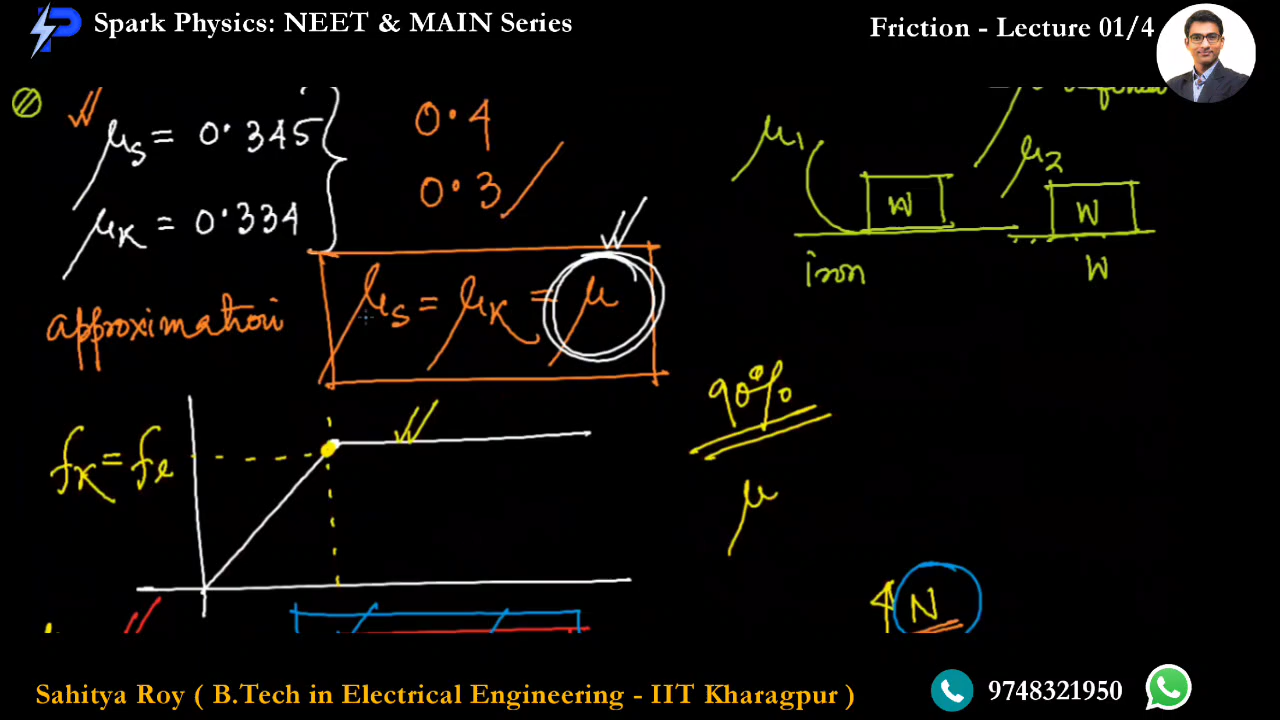 Spark Physics: NEET & MAIN Series
Friction - Lecture 01/4
μs = 0.345
μk = 0.334
0.4
0.3
approximation
μs = μk = μ
μ1
W
iron
μ2
W
W
90%
μ
fk = fl
N
Sahitya Roy ( B.Tech in Electrical Engineering - IIT Kharagpur )
9748321950